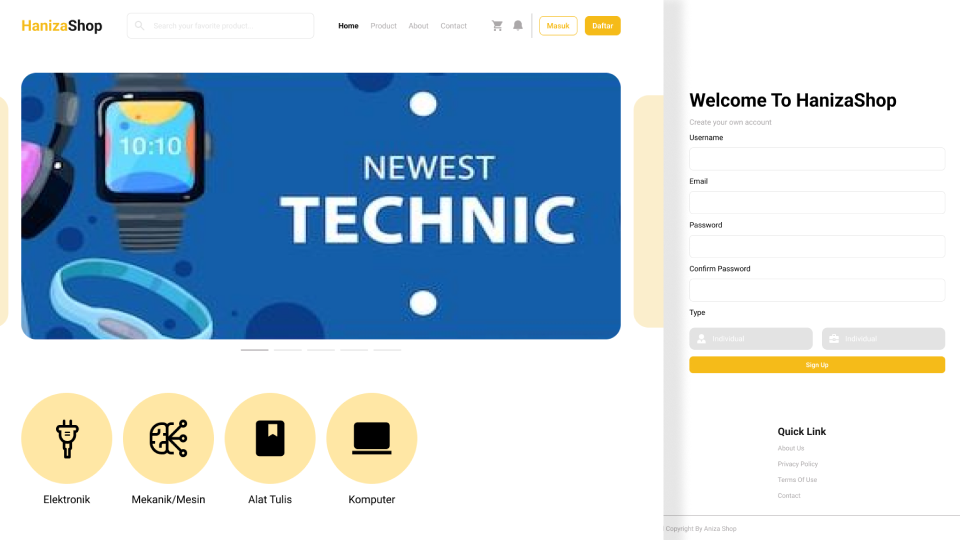 HanizaShop
Search your favorite product...
Home
Product
About
Contact
Masuk
Daftar
10:10
NEWEST
TECHNIC
Elektronik
Mekanik/Mesin
Alat Tulis
Komputer
Welcome To HanizaShop
Create your own account
Username
Email
Password
Confirm Password
Type
Individual
Individual
Sign Up
Quick Link
About Us
Privacy Policy
Terms Of Use
Contact
Copyright By Aniza Shop